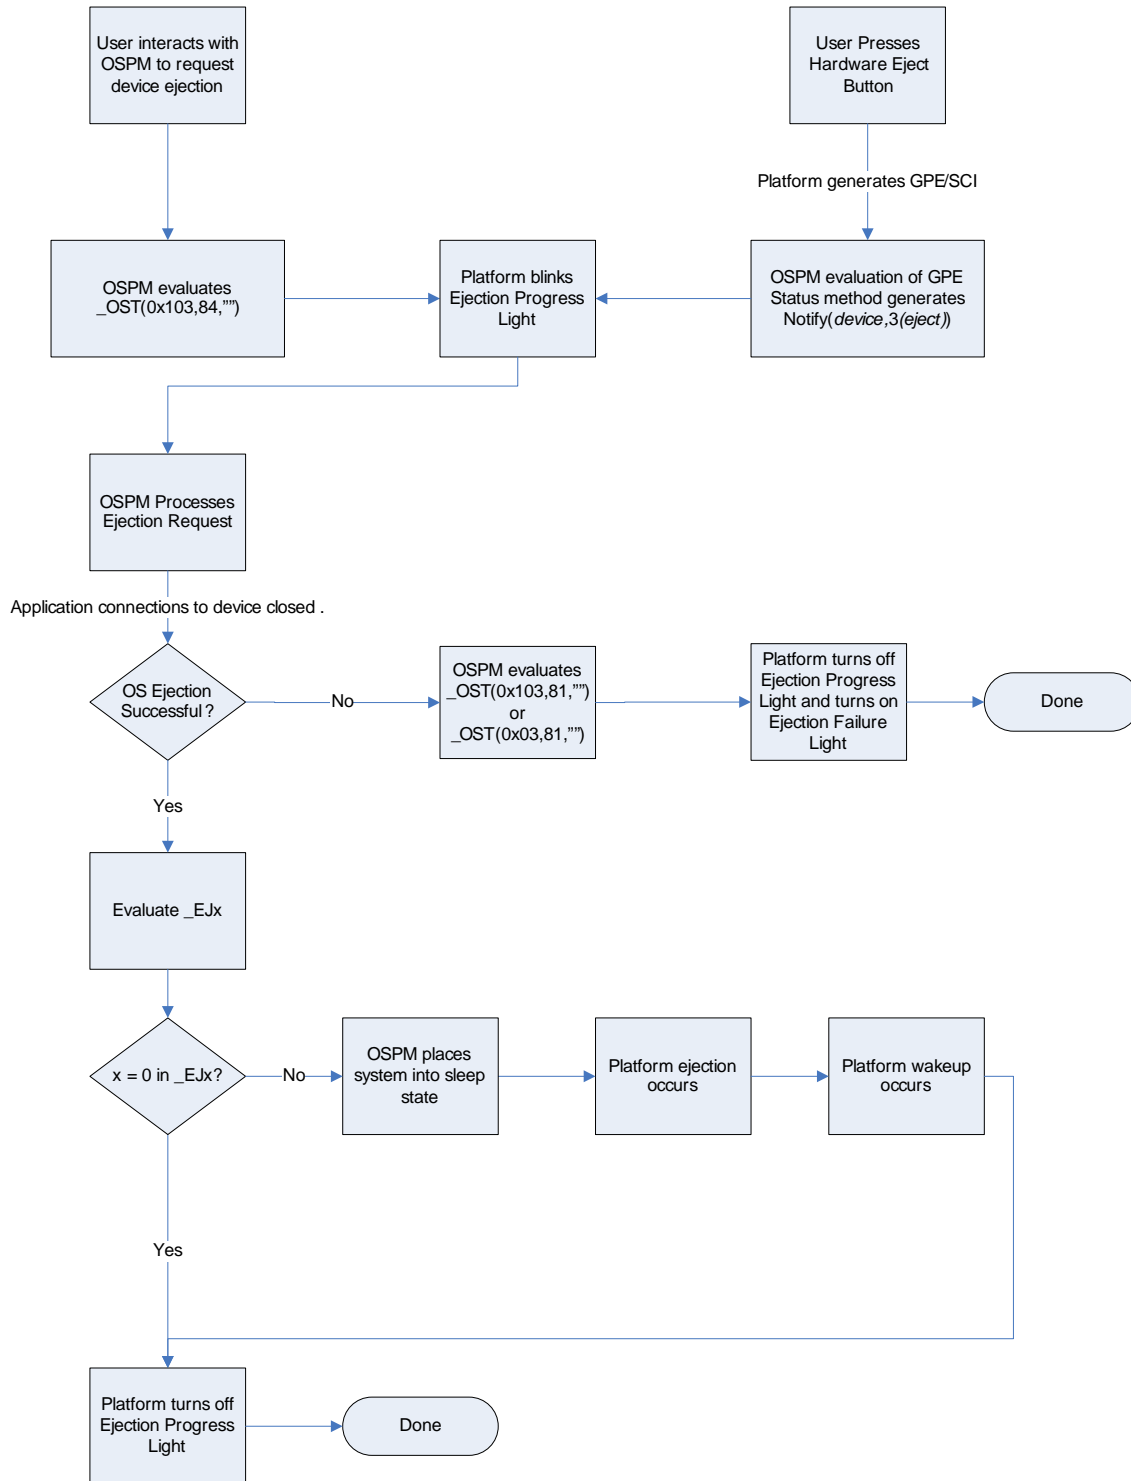 User interacts with
OSPM to request
device ejection
User Presses
Hardware Eject
Button
Platform generates GPE/SCI
OSPM evaluates
_OST(0x103,84,””)
Platform blinks
Ejection Progress
Light
OSPM evaluation of GPE
Status method generates
Notify(device,3(eject))
OSPM Processes
Ejection Request
Application connections to device closed .
OS Ejection
Successful ?
No
OSPM evaluates
_OST(0x103,81,””)
or
_OST(0x03,81,””)
Platform turns off
Ejection Progress
Light and turns on
Ejection Failure
Light
Done
Yes
Evaluate _EJx
x = 0 in _EJx?
No
OSPM places
system into sleep
state
Platform ejection
occurs
Platform wakeup
occurs
Yes
Platform turns off
Ejection Progress
Light
Done